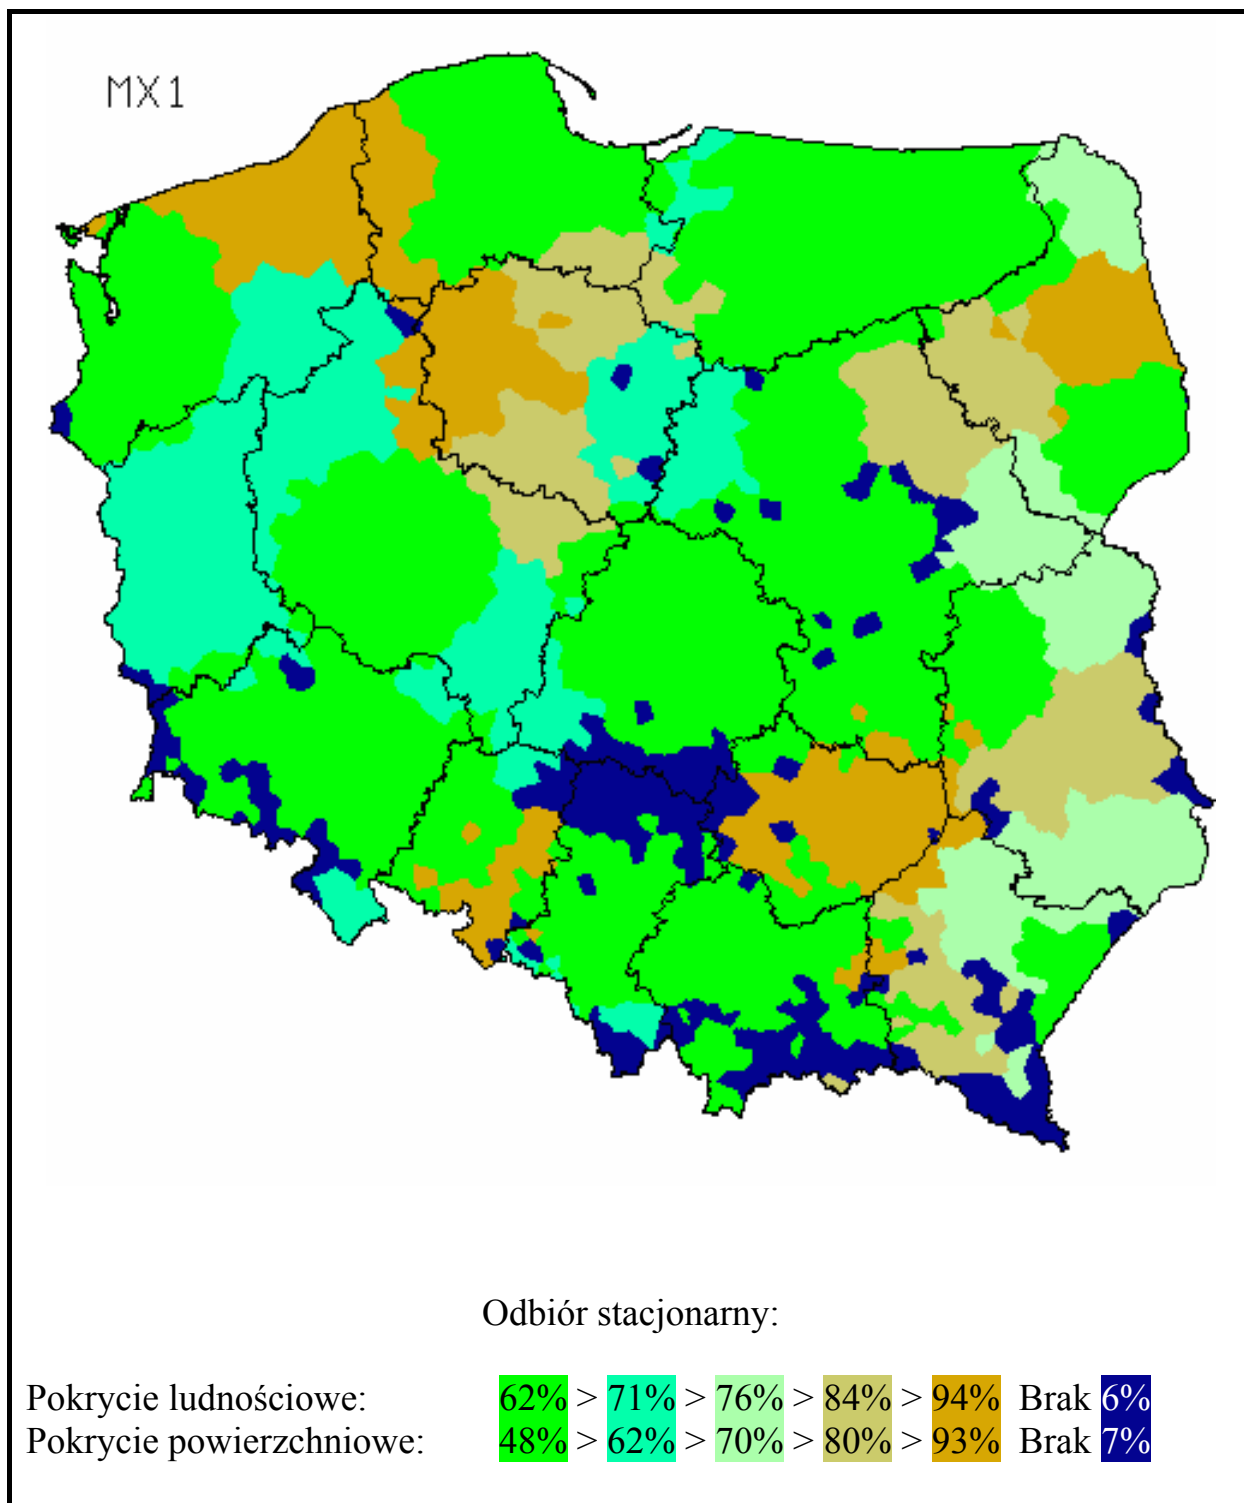 MX1
Odbiór stacjonarny:
Pokrycie ludnościowe: 62% > 71% > 76% > 84% > 94% Brak 6%
Pokrycie powierzchniowe: 48% > 62% > 70% > 80% > 93% Brak 7%